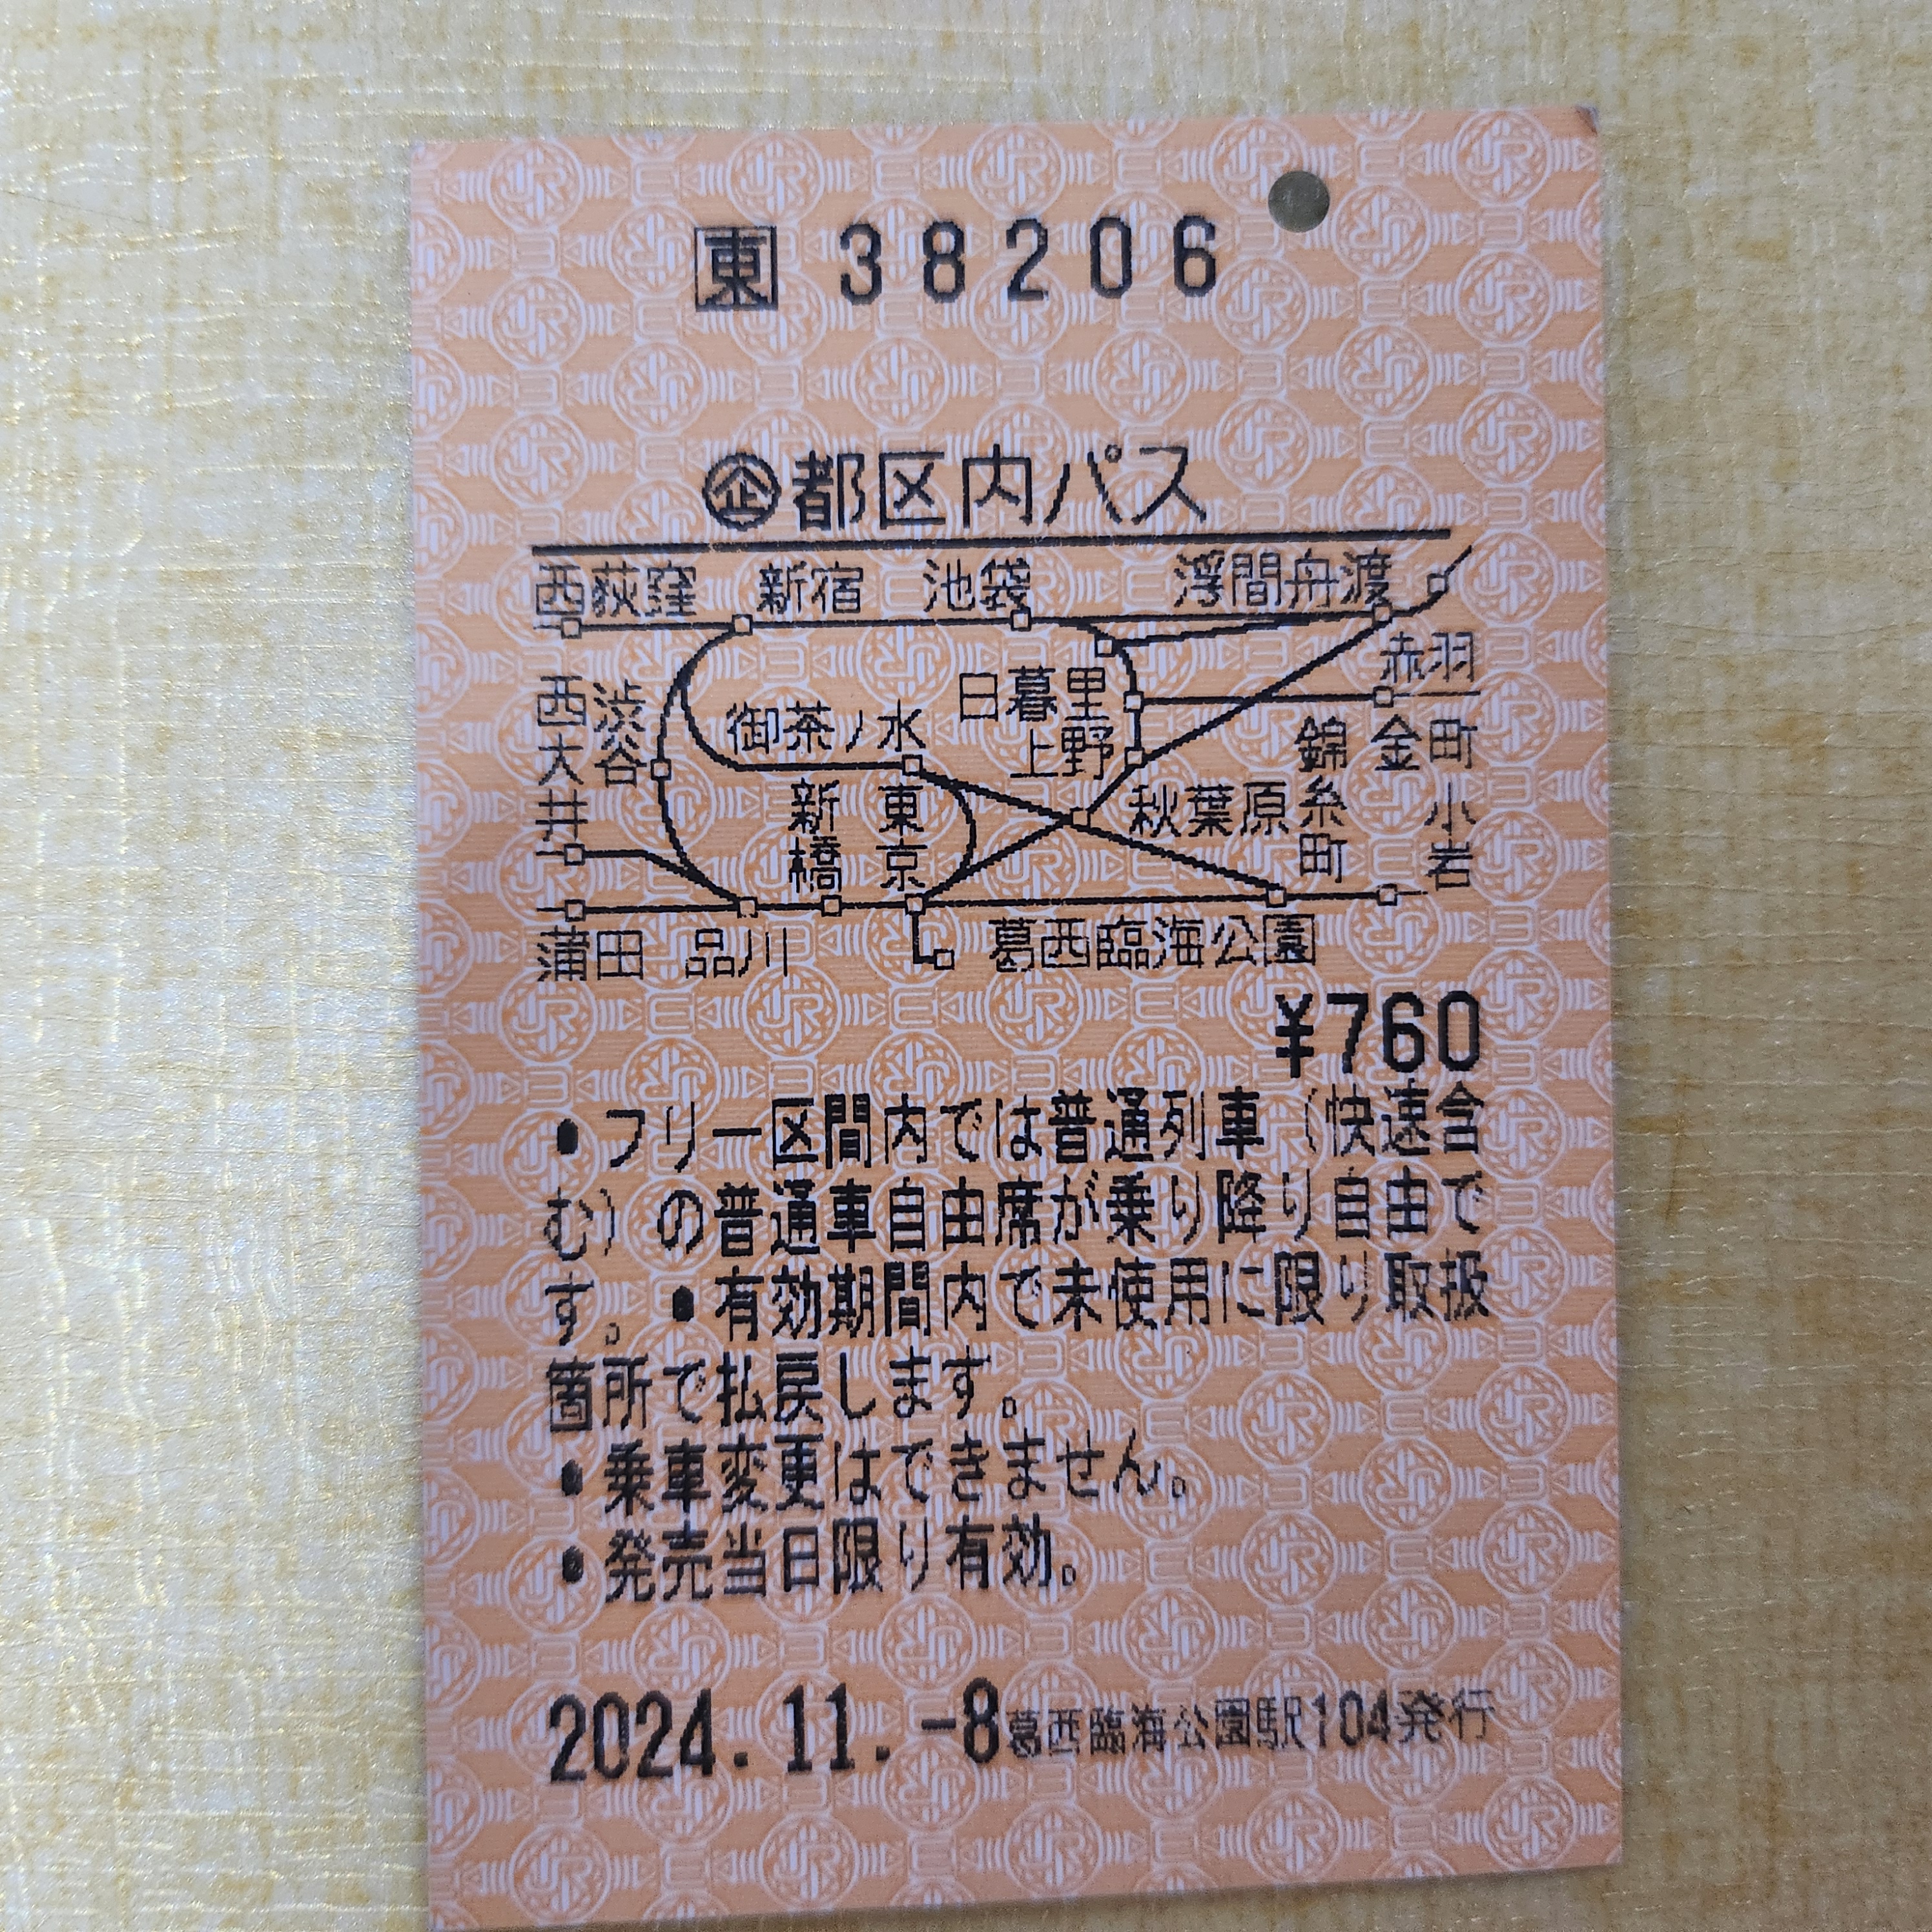 東 38206
企 都区内パス
西荻窪 新宿 池袋 浮間舟渡
赤羽
西大井 渋谷 御茶ノ水 日暮里
上野
錦糸町 金町
新橋 東京 秋葉原 小岩
蒲田 品川 葛西臨海公園
¥760
●フリー区間内では普通列車(快速含
む)の普通車自由席が乗り降り自由で
す。●有効期間内で未使用に限り取扱
箇所で払戻します。
●乗車変更はできません。
●発売当日限り有効。
2024.11.-8葛西臨海公園駅104発行